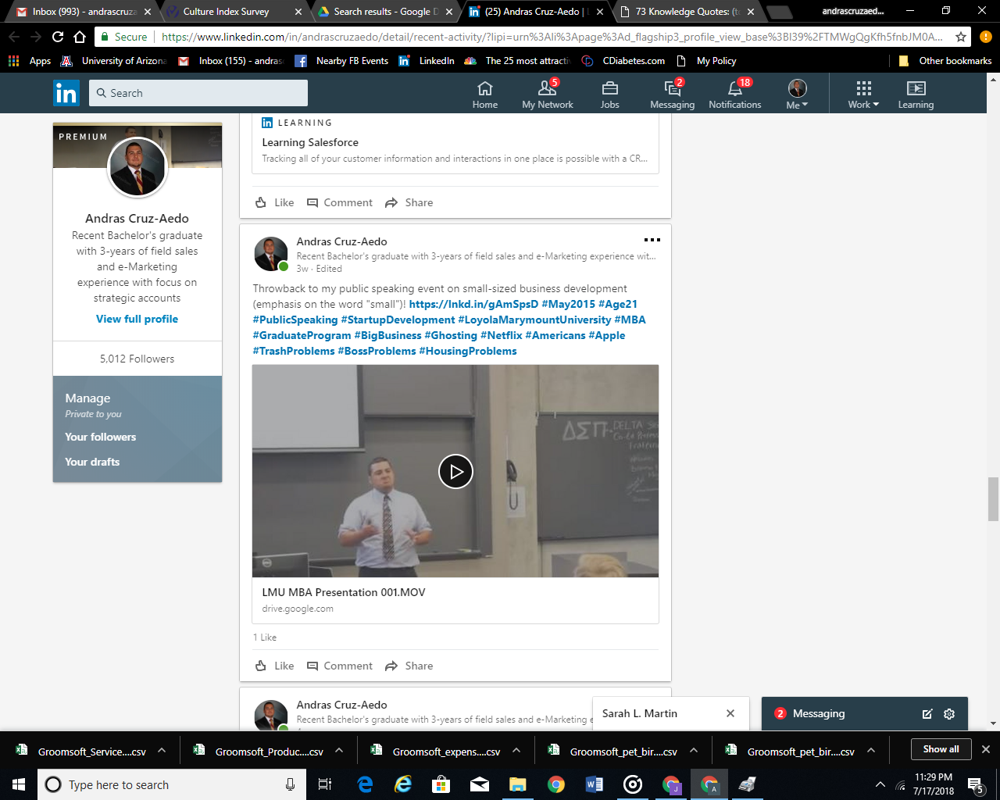 Inbox (993) - andrascruza
Culture Index Survey
Search results - Google D
(25) Andras Cruz-Aedo |
73 Knowledge Quotes: (t
andrascruzaed...
Secure
https://www.linkedin.com/in/andrascruzaedo/detail/recent-activity/?lipi=urn%3Ali%3Apage%3Ad_flagship3_profile_view_base%3BI39%2FTMWgQgKfh5fnbJM0A...
Apps
University of Arizona
Inbox (155) - andras
Nearby FB Events
LinkedIn
The 25 most attracti
CDiabetes.com
My Policy
Other bookmarks
in
Search
Home
5
My Network
Jobs
2
Messaging
18
Notifications
Me
Work
Learning
PREMIUM
Andras Cruz-Aedo
Recent Bachelor's graduate
with 3-years of field sales
and e-Marketing
experience with focus on
strategic accounts
View full profile
5,012 Followers
Manage
Private to you
Your followers
Your drafts
in LEARNING
Learning Salesforce
Tracking all of your customer information and interactions in one place is possible with a CR...
Like Comment Share
Andras Cruz-Aedo
Recent Bachelor's graduate with 3-years of field sales and e-Marketing experience wit...
3w · Edited
Throwback to my public speaking event on small-sized business development
(emphasis on the word "small")! https://lnkd.in/gAmSpsD #May2015 #Age21
#PublicSpeaking #StartupDevelopment #LoyolaMarymountUniversity #MBA
#GraduateProgram #BigBusiness #Ghosting #Netflix #Americans #Apple
#TrashProblems #BossProblems #HousingProblems
ΔΣΠ DELTA
LMU MBA Presentation 001.MOV
drive.google.com
1 Like
Like Comment Share
Andras Cruz-Aedo
Recent Bachelor's graduate with 3-years of field sales and e-Marketing e
Sarah L. Martin
2 Messaging
Groomsoft_Service....csv
Groomsoft_Produc....csv
Groomsoft_expens....csv
Groomsoft_pet_bir....csv
Groomsoft_pet_bir....csv
Show all
Type here to search
11:29 PM
7/17/2018
5